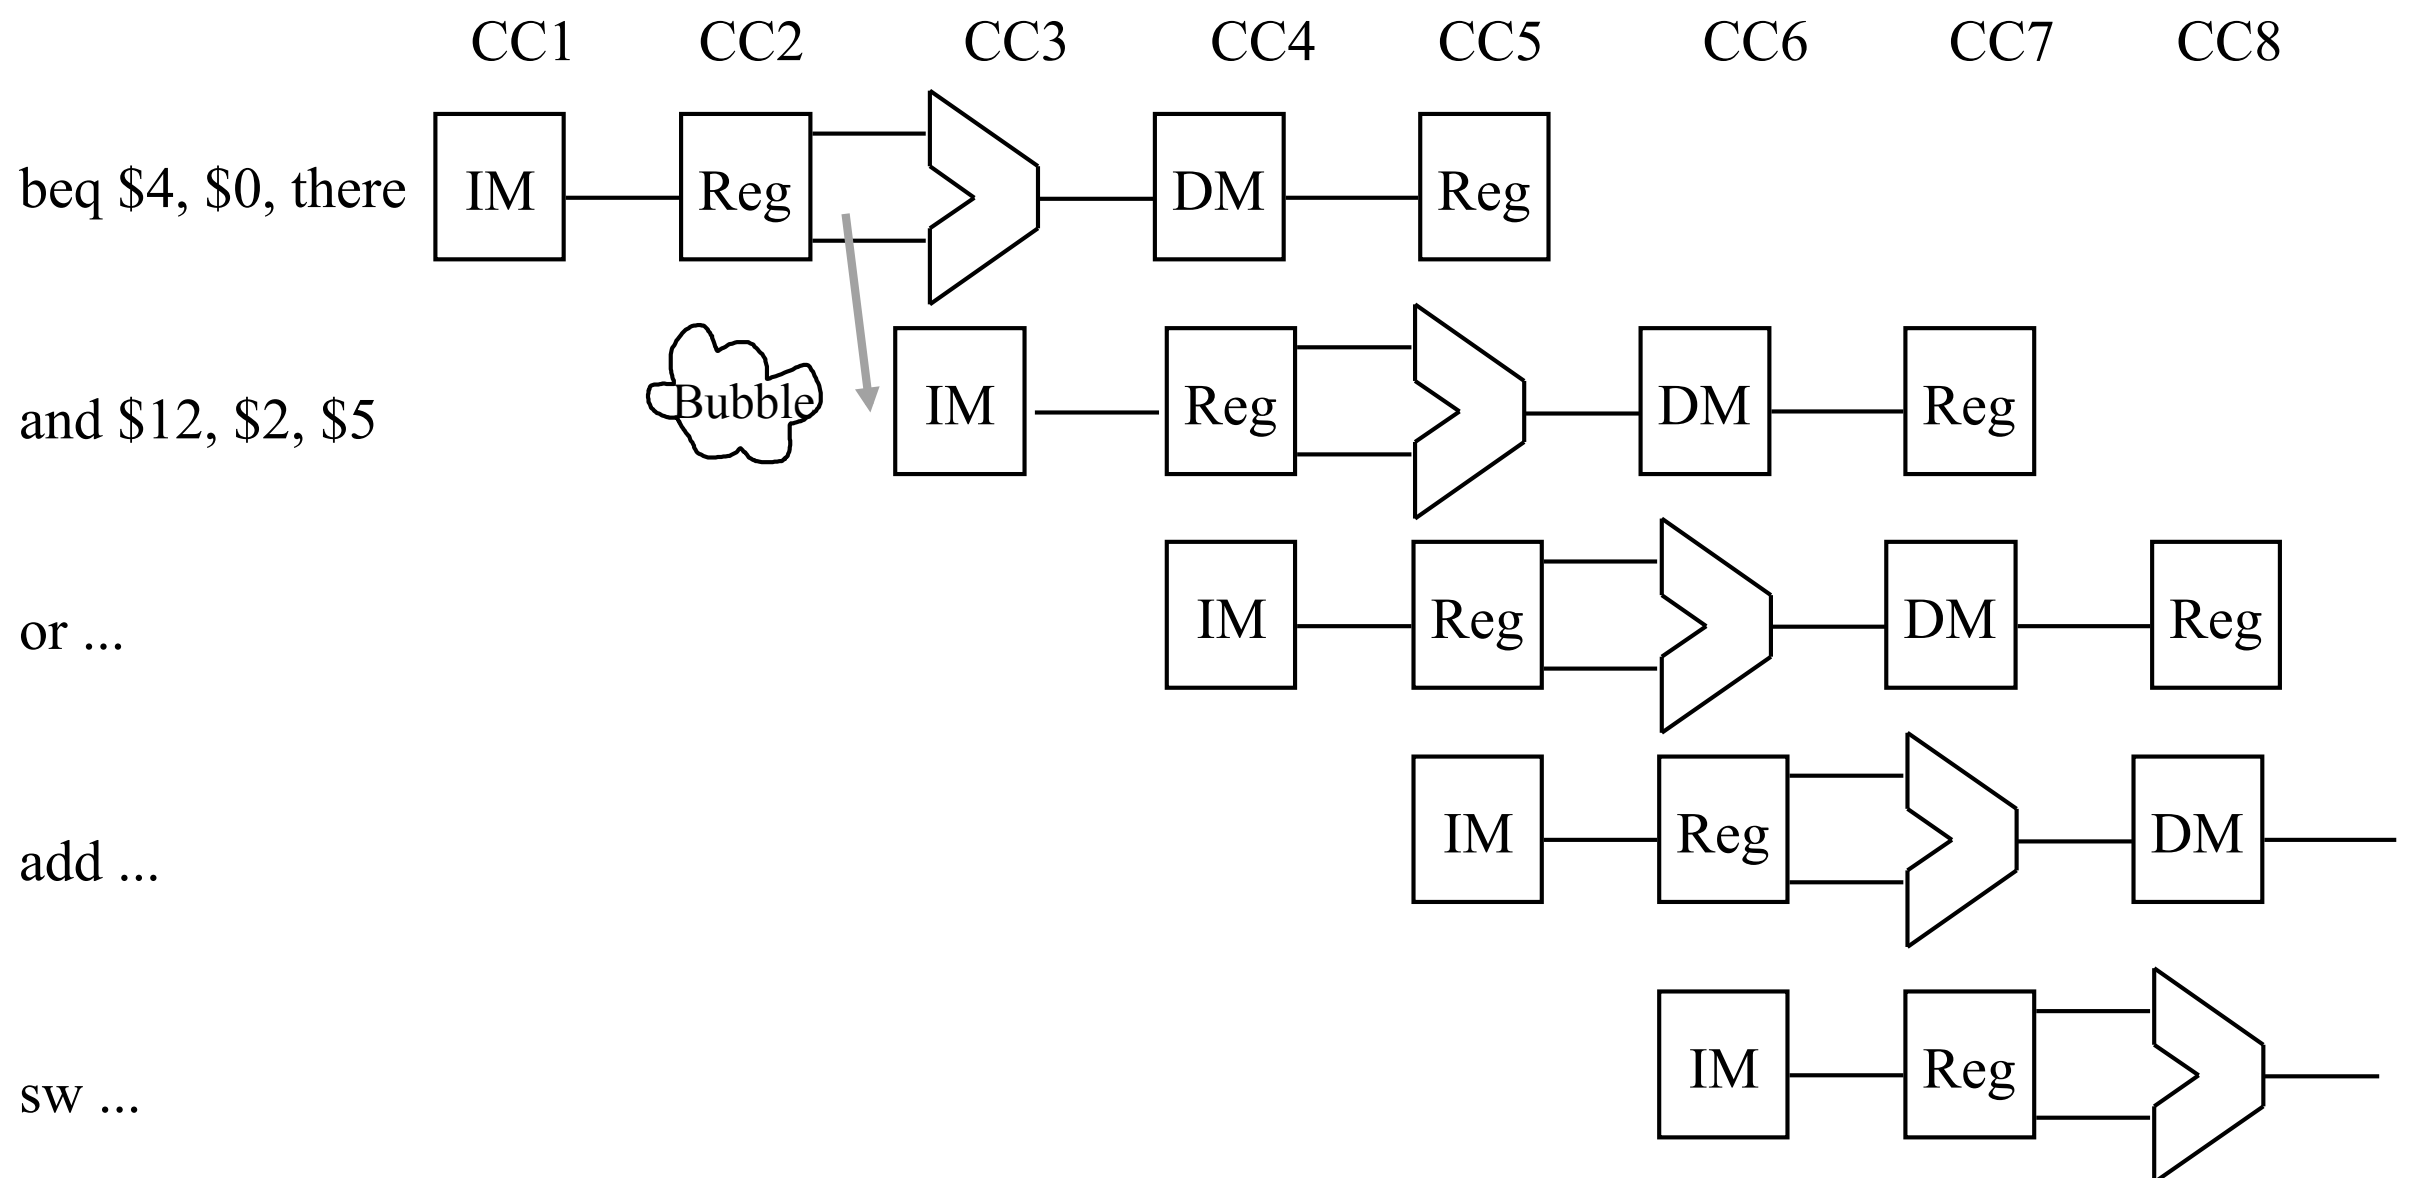 CC1 CC2 CC3 CC4 CC5 CC6 CC7 CC8
beq $4, $0, there IM Reg DM Reg
and $12, $2, $5 Bubble IM Reg DM Reg
or ... IM Reg DM Reg
add ... IM Reg DM
sw ... IM Reg